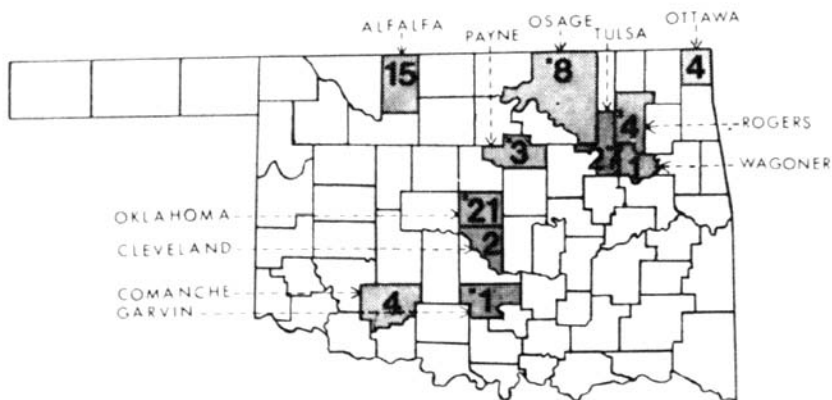 ALFALFA
PAYNE
OSAGE
TULSA
OTTAWA
15
*8
4
*4
ROGERS
*3
2*
1
WAGONER
OKLAHOMA
*21
CLEVELAND
2
COMANCHE
4
GARVIN
*1